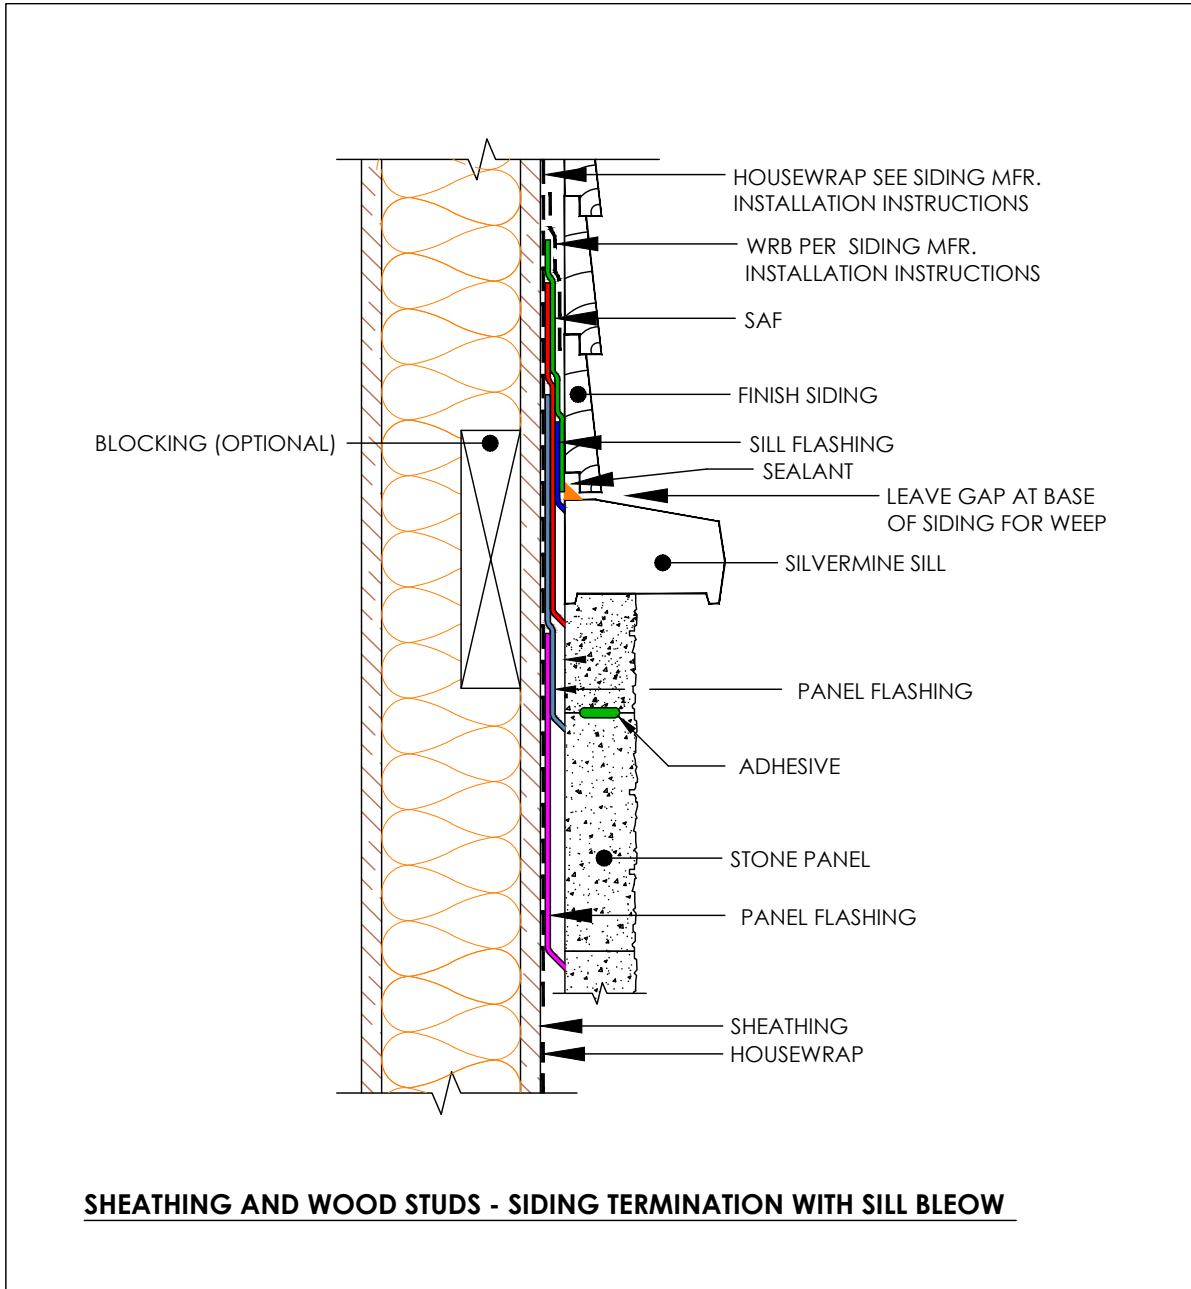 HOUSEWRAP SEE SIDING MFR.
INSTALLATION INSTRUCTIONS
WRB PER SIDING MFR.
INSTALLATION INSTRUCTIONS
SAF
FINISH SIDING
BLOCKING (OPTIONAL)
SILL FLASHING
SEALANT
LEAVE GAP AT BASE
OF SIDING FOR WEEP
SILVERMINE SILL
PANEL FLASHING
ADHESIVE
STONE PANEL
PANEL FLASHING
SHEATHING
HOUSEWRAP
SHEATHING AND WOOD STUDS - SIDING TERMINATION WITH SILL BLEOW